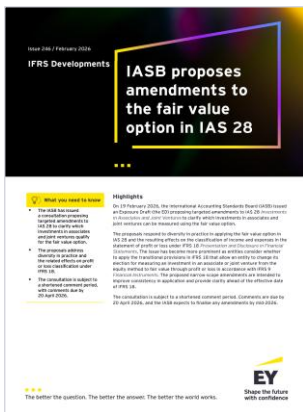 Issue 246 / February 2026
IFRS Developments
IASB proposes
amendments to
the fair value
option in IAS 28
What you need to know
• The IASB has issued
a consultation proposing
targeted amendments to
IAS 28 to clarify which
investments in associates
and joint ventures qualify
for the fair value option.
• The proposals address
diversity in practice and
the related effects on profit
or loss classification under
IFRS 18.
• The consultation is subject to
a shortened comment period,
with comments due by
20 April 2026.
Highlights
On 19 February 2026, the International Accounting Standards Board (IASB) issued
an Exposure Draft (the ED) proposing targeted amendments to IAS 28 Investments
in Associates and Joint Ventures to clarify which investments in associates and
joint ventures can be measured using the fair value option.
The proposals respond to diversity in practice in applying the fair value option in
IAS 28 and the resulting effects on the classification of income and expenses in the
statement of profit or loss under IFRS 18 Presentation and Disclosure in Financial
Statements. The issue has become more prominent as entities consider whether
to apply the transitional provisions in IFRS 18 that allow an entity to change its
election for measuring an investment in an associate or joint venture from the
equity method to fair value through profit or loss in accordance with IFRS 9
Financial Instruments. The proposed narrow scope amendments are intended to
improve consistency in application and provide clarity ahead of the effective date
of IFRS 18.
The consultation is subject to a shortened comment period. Comments are due by
20 April 2026, and the IASB expects to finalise any amendments by mid-2026.
EY
Shape the future
with confidence
The better the question. The better the answer. The better the world works.